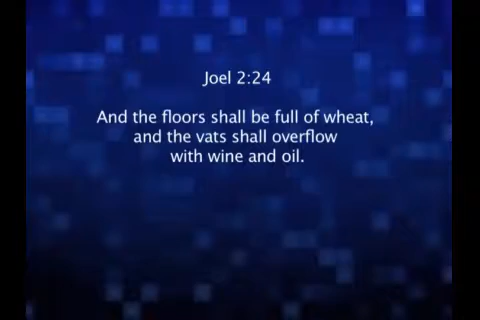 Joel 2:24
And the floors shall be full of wheat,
and the vats shall overflow
with wine and oil.